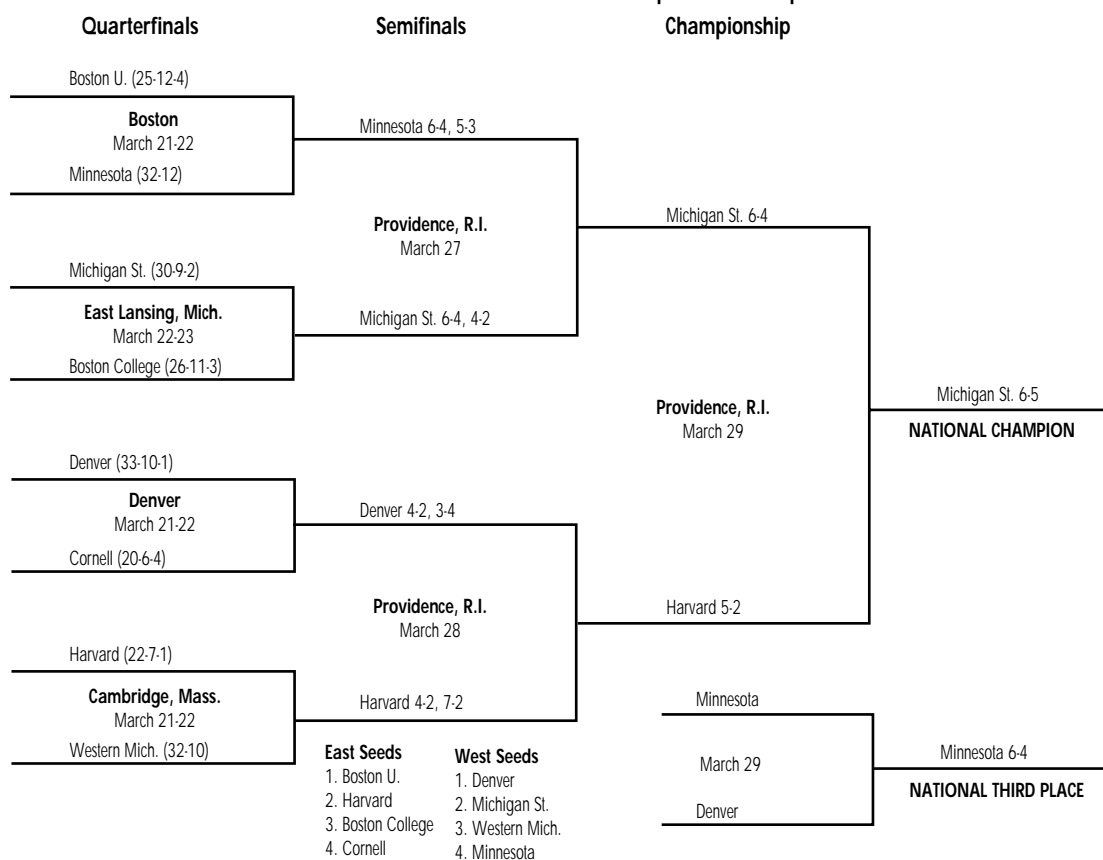 Quarterfinals
Semifinals
Championship
Boston U. (25-12-4)
Boston
March 21-22
Minnesota (32-12)
Michigan St. (30-9-2)
East Lansing, Mich.
March 22-23
Boston College (26-11-3)
Denver (33-10-1)
Denver
March 21-22
Cornell (20-6-4)
Harvard (22-7-1)
Cambridge, Mass.
March 21-22
Western Mich. (32-10)
Minnesota 6-4, 5-3
Providence, R.I.
March 27
Michigan St. 6-4, 4-2
Denver 4-2, 3-4
Providence, R.I.
March 28
Harvard 4-2, 7-2
Michigan St. 6-4
Providence, R.I.
March 29
Harvard 5-2
Michigan St. 6-5
NATIONAL CHAMPION
East Seeds
1. Boston U.
2. Harvard
3. Boston College
4. Cornell
West Seeds
1. Denver
2. Michigan St.
3. Western Mich.
4. Minnesota
Minnesota
March 29
Denver
Minnesota 6-4
NATIONAL THIRD PLACE